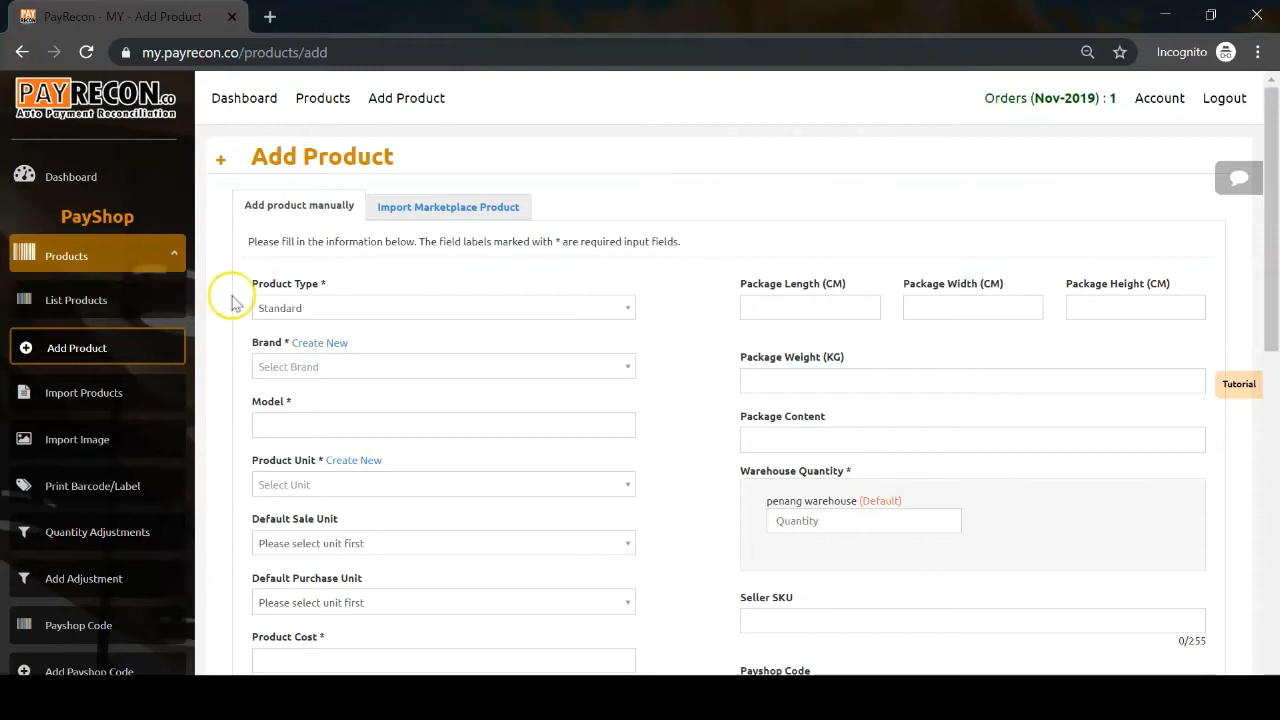 PayRecon - MY - Add Product
my.payrecon.co/products/add
Incognito
PAYRECON.co
Auto Payment Reconciliation
Dashboard Products Add Product
Orders (Nov-2019) : 1 Account Logout
Dashboard
PayShop
Products
List Products
Add Product
Import Products
Import Image
Print Barcode/Label
Quantity Adjustments
Add Adjustment
Payshop Code
Add Payshop Code
+ Add Product
Add product manually
Import Marketplace Product
Please fill in the information below. The field labels marked with * are required input fields.
Product Type *
Standard
Brand * Create New
Select Brand
Model *
Product Unit * Create New
Select Unit
Default Sale Unit
Please select unit first
Default Purchase Unit
Please select unit first
Product Cost *
Package Length (CM)
Package Width (CM)
Package Height (CM)
Package Weight (KG)
Package Content
Warehouse Quantity *
penang warehouse (Default)
Quantity
Seller SKU
0/255
Payshop Code
Tutorial